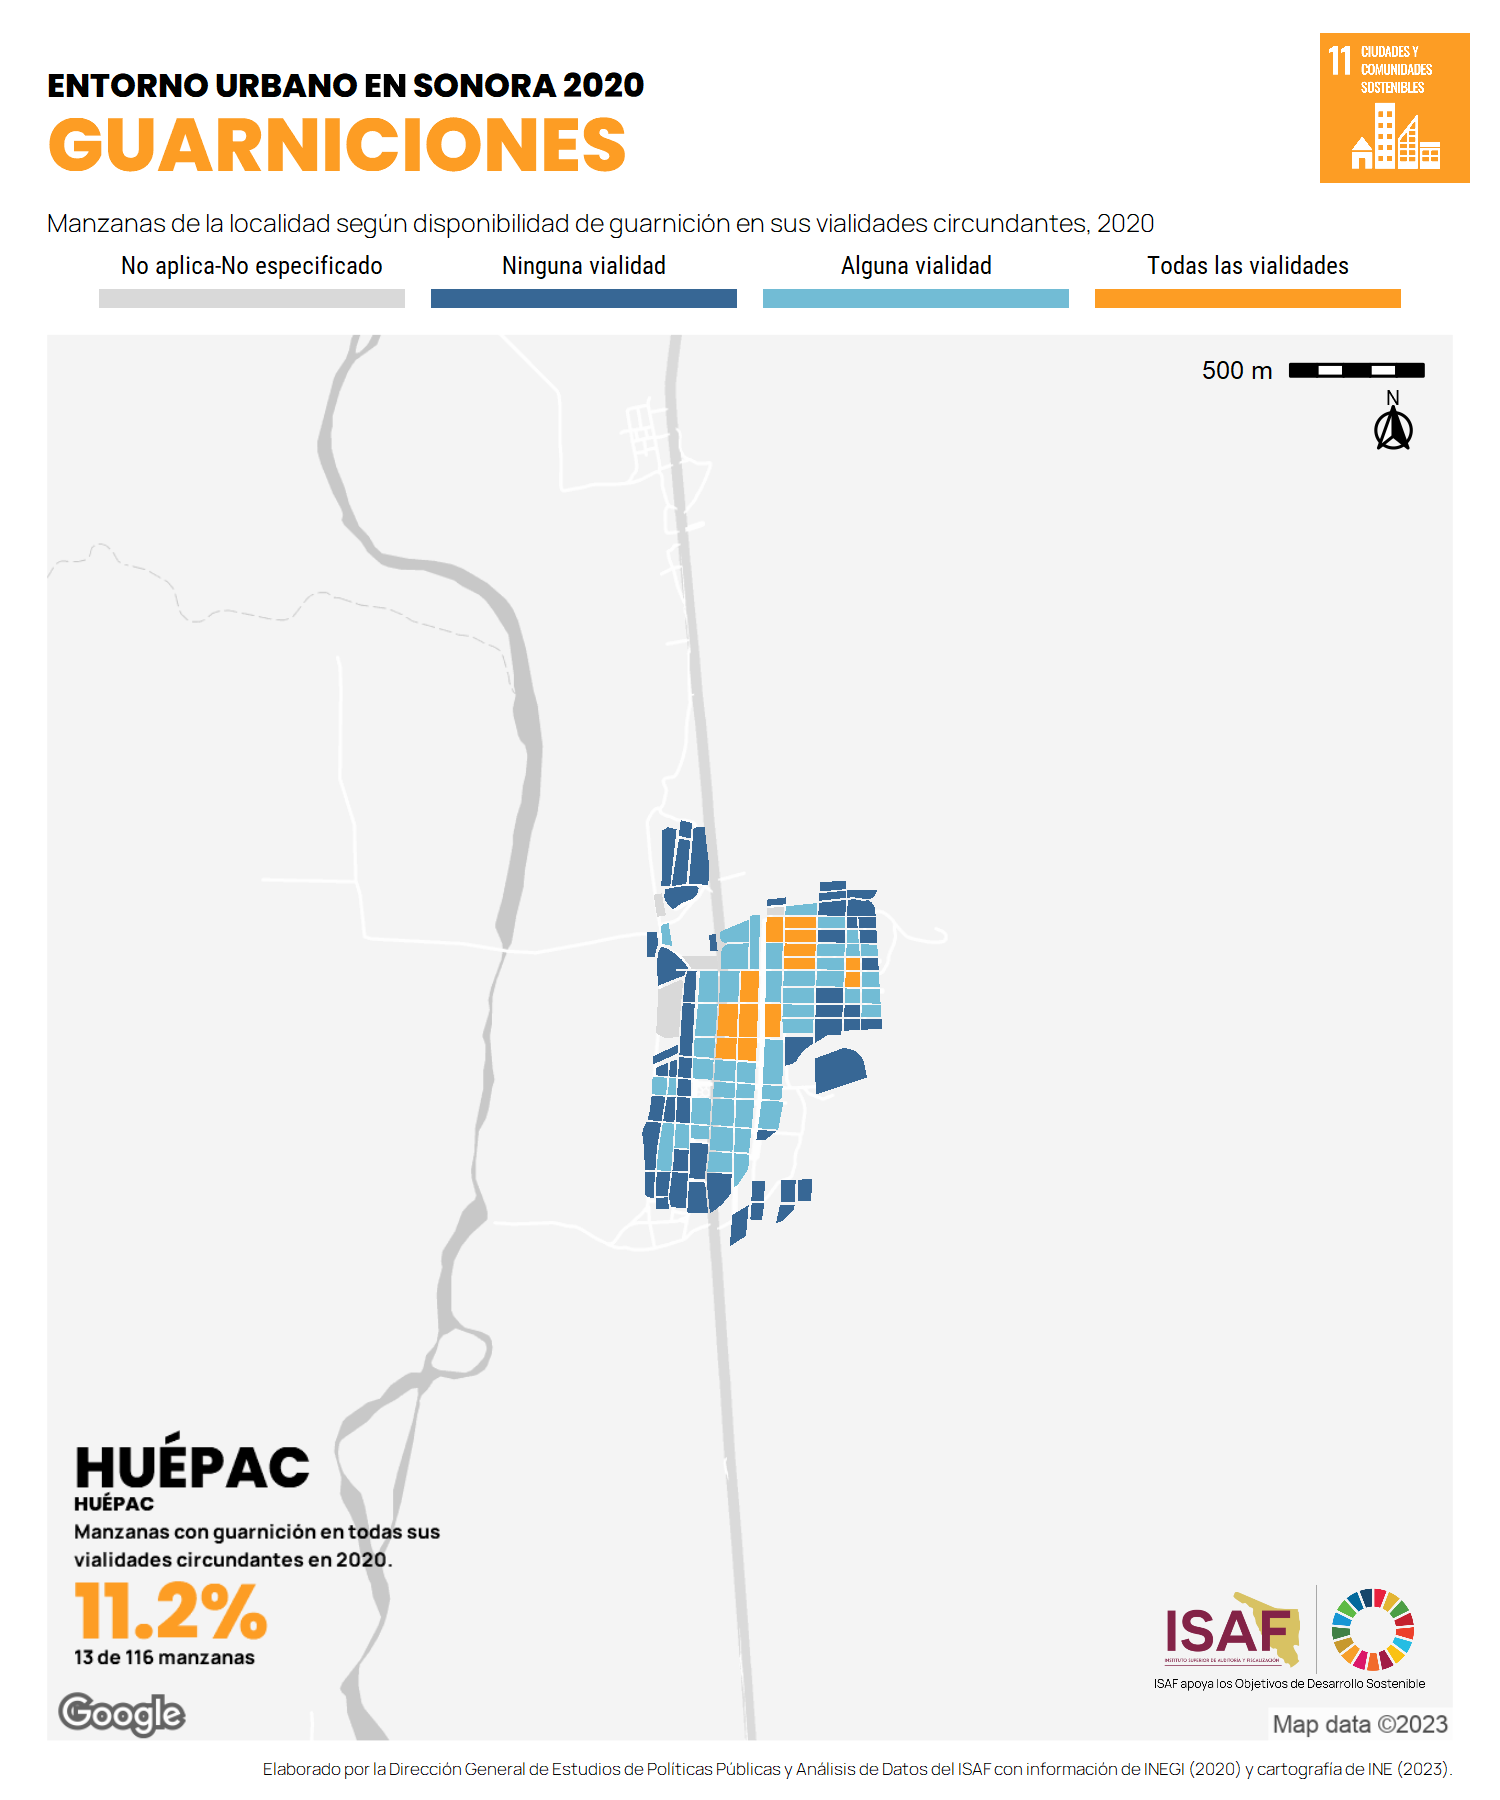 ENTORNO URBANO EN SONORA 2020
GUARNICIONES
11 CIUDADES Y
COMUNIDADES
SOSTENIBLES
Manzanas de la localidad según disponibilidad de guarnición en sus vialidades circundantes, 2020
No aplica-No especificado
Ninguna vialidad
Alguna vialidad
Todas las vialidades
500 m
N
HUÉPAC
HUÉPAC
Manzanas con guarnición en todas sus
vialidades circundantes en 2020.
11.2%
13 de 116 manzanas
Google
ISAF
INSTITUTO SUPERIOR DE AUDITORÍA Y FISCALIZACIÓN
ISAF apoya los Objetivos de Desarrollo Sostenible
Map data ©2023
Elaborado por la Dirección General de Estudios de Políticas Públicas y Análisis de Datos del ISAF con información de INEGI (2020) y cartografía de INE (2023).